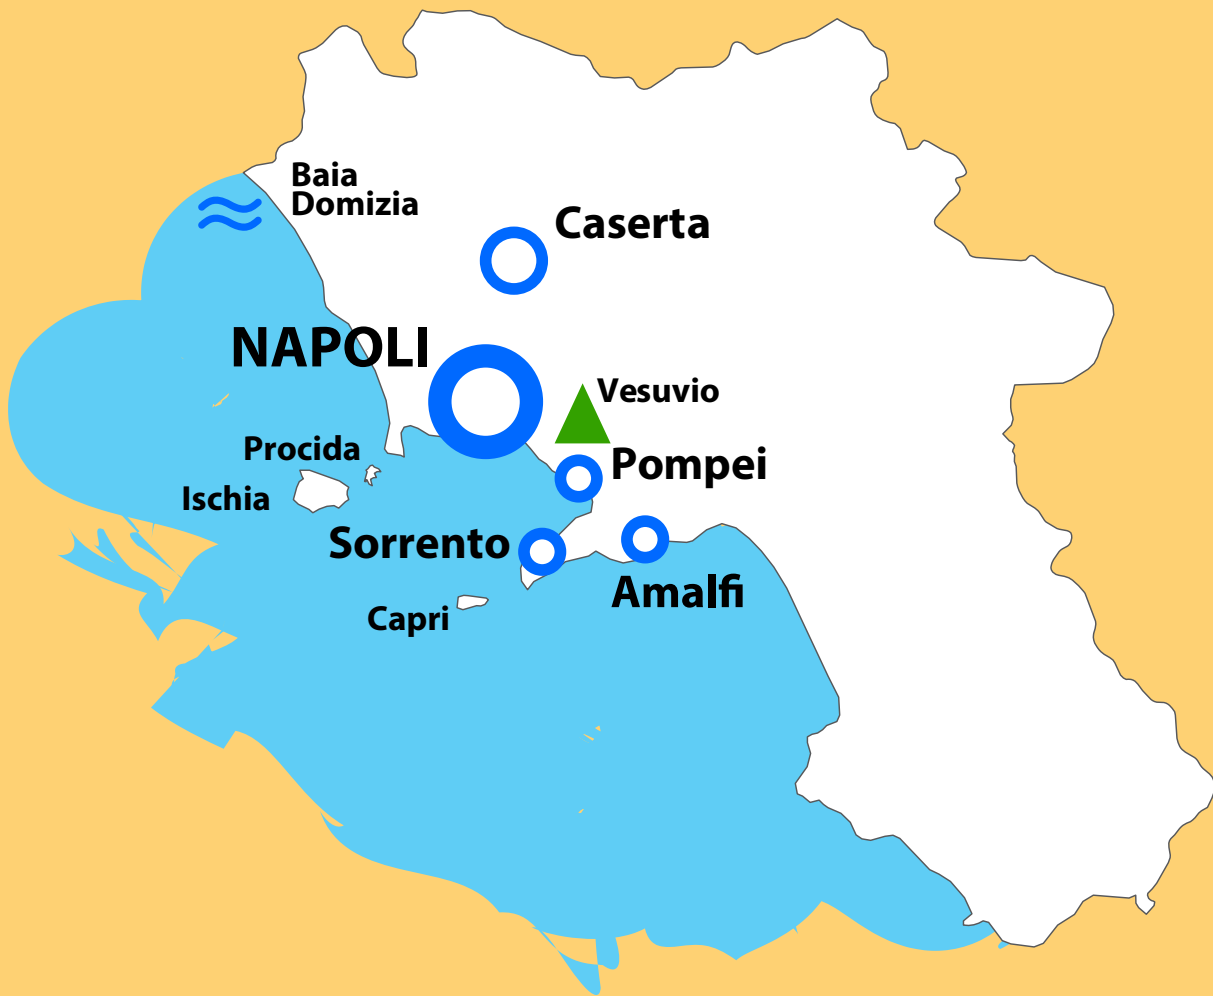 Baia
Domizia
Caserta
NAPOLI
Vesuvio
Procida
Pompei
Ischia
Sorrento
Amalfi
Capri